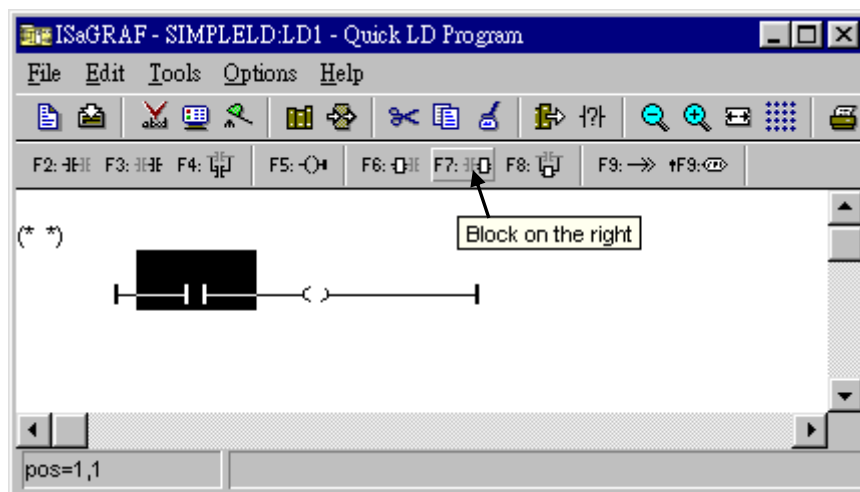 ISaGRAF - SIMPLELD:LD1 - Quick LD Program
File Edit Tools Options Help
F2: F3: F4: F5: F6: F7: F8: F9: F9:
Block on the right
(* *)
pos=1,1